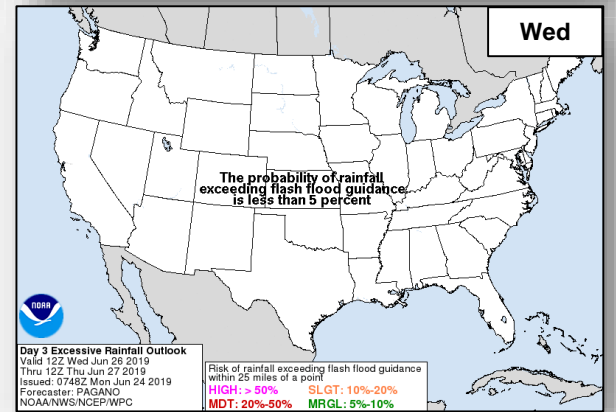 Wed
The probability of rainfall
exceeding flash flood guidance
is less than 5 percent
NOAA
Day 3 Excessive Rainfall Outlook
Valid 12Z Wed Jun 26 2019
Thru 12Z Thu Jun 27 2019
Issued: 0748Z Mon Jun 24 2019
Forecaster: PAGANO
NOAA/NWS/NCEP/WPC
Risk of rainfall exceeding flash flood guidance
within 25 miles of a point
HIGH: > 50% SLGT: 10%-20%
MDT: 20%-50% MRGL: 5%-10%